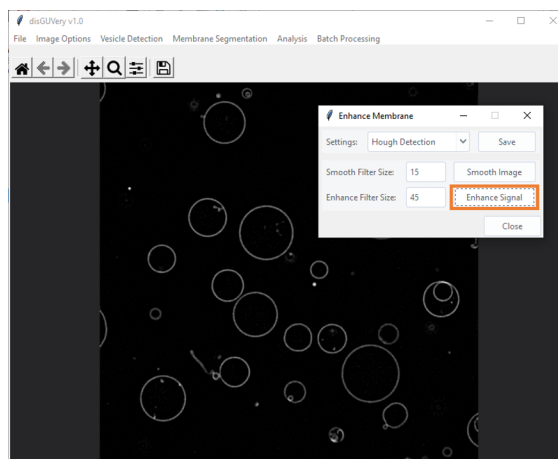 disGUVery v1.0
File Image Options Vesicle Detection Membrane Segmentation Analysis Batch Processing
Enhance Membrane
Settings: Hough Detection Save
Smooth Filter Size: 15 Smooth Image
Enhance Filter Size: 45 Enhance Signal
Close